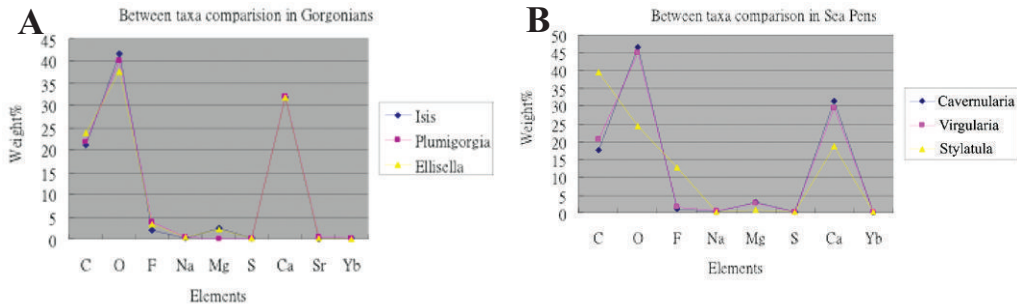 A
Between taxa comparision in Gorgonians
Weight%
45
40
35
30
25
20
15
10
5
0
C O F Na Mg S Ca Sr Yb
Elements
Isis
Plumigorgia
Ellisella
B
Between taxa comparison in Sea Pens
Weight%
50
45
40
35
30
25
20
15
10
5
0
C O F Na Mg S Ca Yb
Elements
Cavernularia
Virgularia
Stylatula